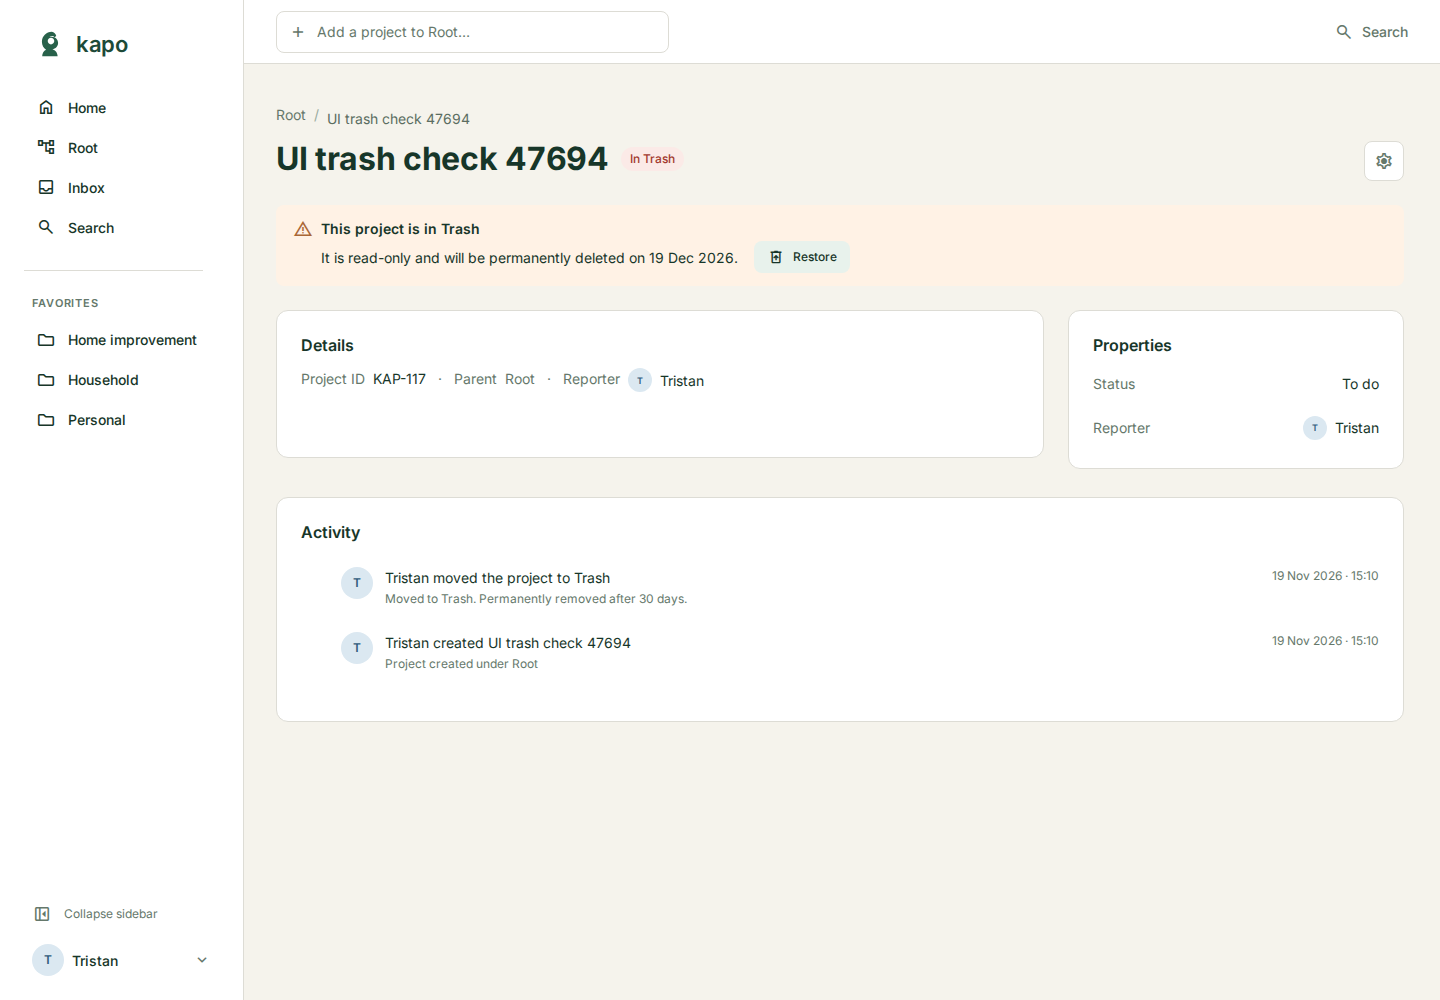 kapo
Add a project to Root...
Search
Home
Root
Inbox
Search
FAVORITES
Home improvement
Household
Personal
Collapse sidebar
T Tristan
Root / UI trash check 47694
UI trash check 47694 In Trash
This project is in Trash
It is read-only and will be permanently deleted on 19 Dec 2026. Restore
Details
Project ID KAP-117 · Parent Root · Reporter T Tristan
Properties
Status To do
Reporter T Tristan
Activity
T Tristan moved the project to Trash 19 Nov 2026 · 15:10
Moved to Trash. Permanently removed after 30 days.
T Tristan created UI trash check 47694 19 Nov 2026 · 15:10
Project created under Root